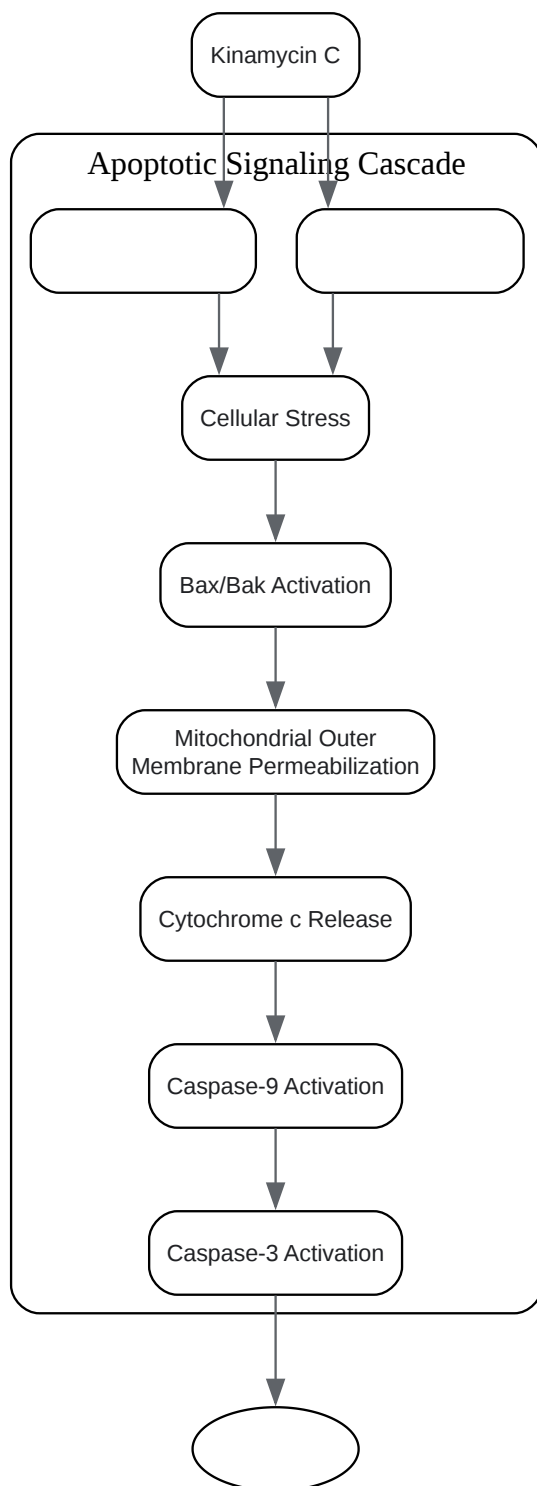 Kinamycin C
Apoptotic Signaling Cascade
Cellular Stress
Bax/Bak Activation
Mitochondrial Outer
Membrane Permeabilization
Cytochrome c Release
Caspase-9 Activation
Caspase-3 Activation